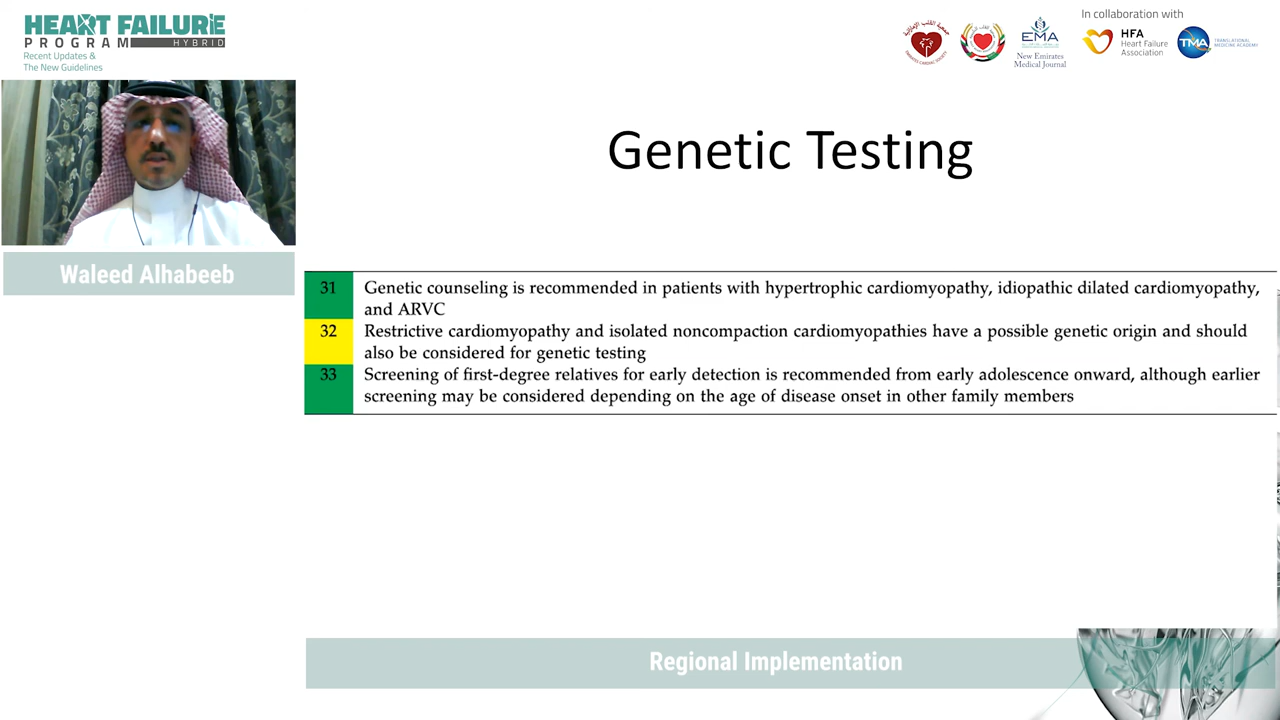 HEART FAILURE
PROGRAM HYBRID
Recent Updates &
The New Guidelines
EMA
New Emirates
Medical Journal
In collaboration with
HFA
Heart Failure
Association
TMA
TRANSLATIONAL
MEDICINE ACADEMY
Waleed Alhabeeb
Genetic Testing
31 Genetic counseling is recommended in patients with hypertrophic cardiomyopathy, idiopathic dilated cardiomyopathy,
and ARVC
32 Restrictive cardiomyopathy and isolated noncompaction cardiomyopathies have a possible genetic origin and should
also be considered for genetic testing
33 Screening of first-degree relatives for early detection is recommended from early adolescence onward, although earlier
screening may be considered depending on the age of disease onset in other family members
Regional Implementation